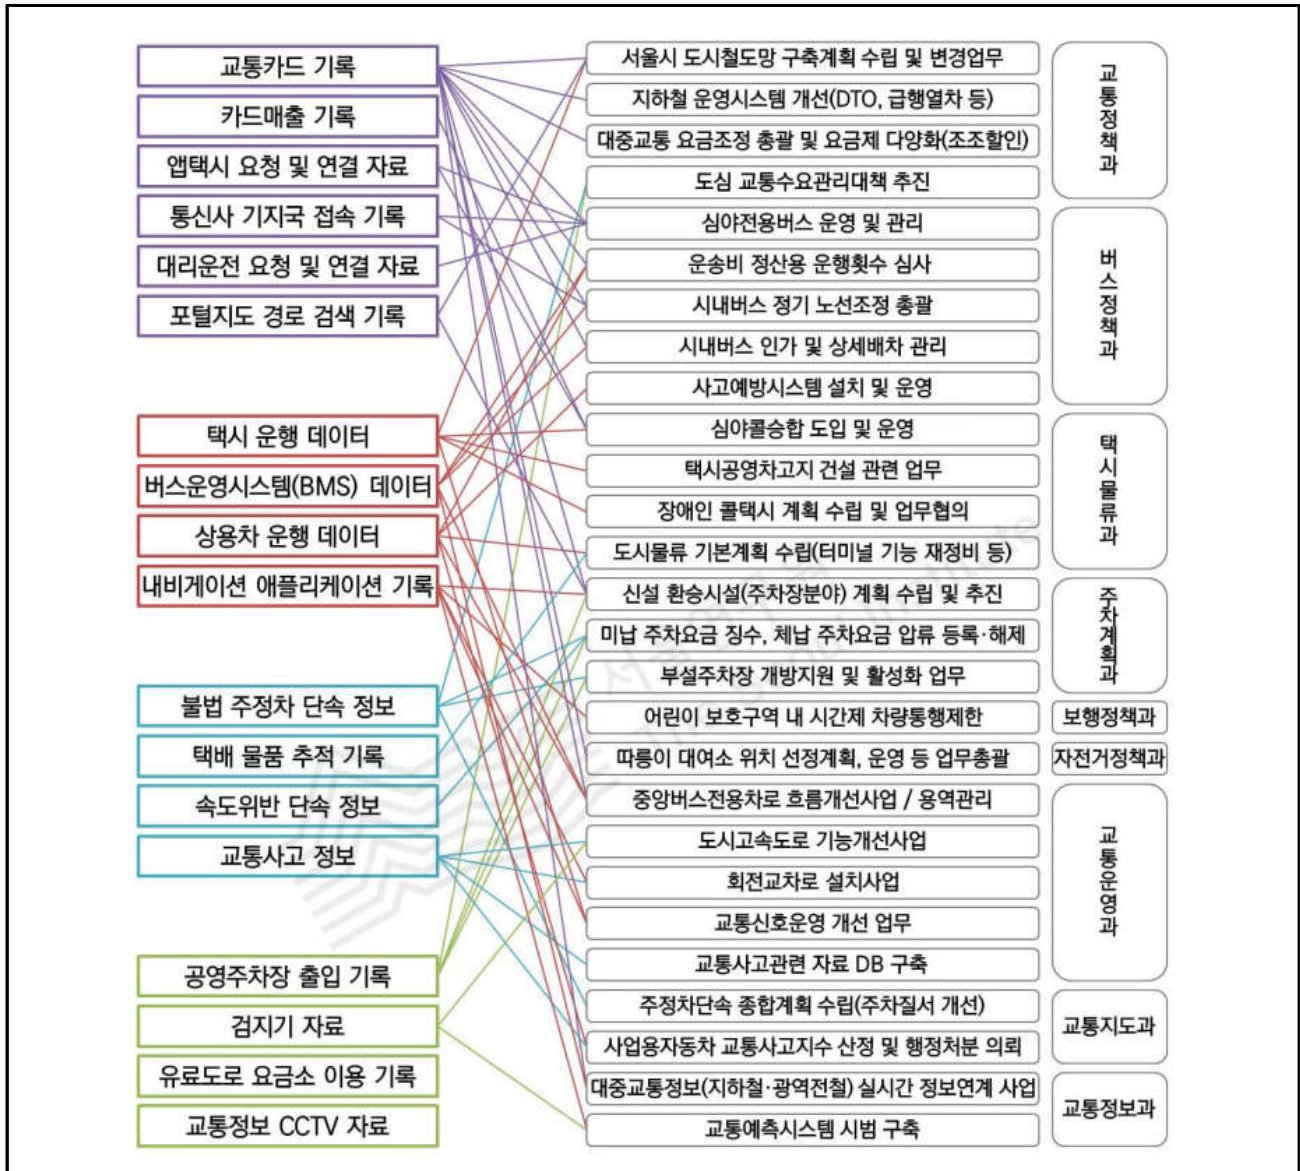 교통카드 기록
카드매출 기록
앱택시 요청 및 연결 자료
통신사 기지국 접속 기록
대리운전 요청 및 연결 자료
포털지도 경로 검색 기록
택시 운행 데이터
버스운영시스템(BMS) 데이터
상용차 운행 데이터
내비게이션 애플리케이션 기록
불법 주정차 단속 정보
택배 물품 추적 기록
속도위반 단속 정보
교통사고 정보
공영주차장 출입 기록
검지기 자료
유료도로 요금소 이용 기록
교통정보 CCTV 자료
서울시 도시철도망 구축계획 수립 및 변경업무
지하철 운영시스템 개선(DTO, 급행열차 등)
대중교통 요금조정 총괄 및 요금제 다양화(조조할인)
도심 교통수요관리대책 추진
심야전용버스 운영 및 관리
운송비 정산용 운행횟수 심사
시내버스 정기 노선조정 총괄
시내버스 인가 및 상세배차 관리
사고예방시스템 설치 및 운영
심야콜승합 도입 및 운영
택시공영차고지 건설 관련 업무
장애인 콜택시 계획 수립 및 업무협의
도시물류 기본계획 수립(터미널 기능 재정비 등)
신설 환승시설(주차장분야) 계획 수립 및 추진
미납 주차요금 징수, 체납 주차요금 압류 등록·해제
부설주차장 개방지원 및 활성화 업무
어린이 보호구역 내 시간제 차량통행제한
따릉이 대여소 위치 선정계획, 운영 등 업무총괄
중앙버스전용차로 흐름개선사업 / 용역관리
도시고속도로 기능개선사업
회전교차로 설치사업
교통신호운영 개선 업무
교통사고관련 자료 DB 구축
주정차단속 종합계획 수립(주차질서 개선)
사업용자동차 교통사고지수 산정 및 행정처분 의뢰
대중교통정보(지하철·광역전철) 실시간 정보연계 사업
교통예측시스템 시범 구축
교통정책과
버스정책과
택시물류과
주차계획과
보행정책과
자전거정책과
교통운영과
교통지도과
교통정보과